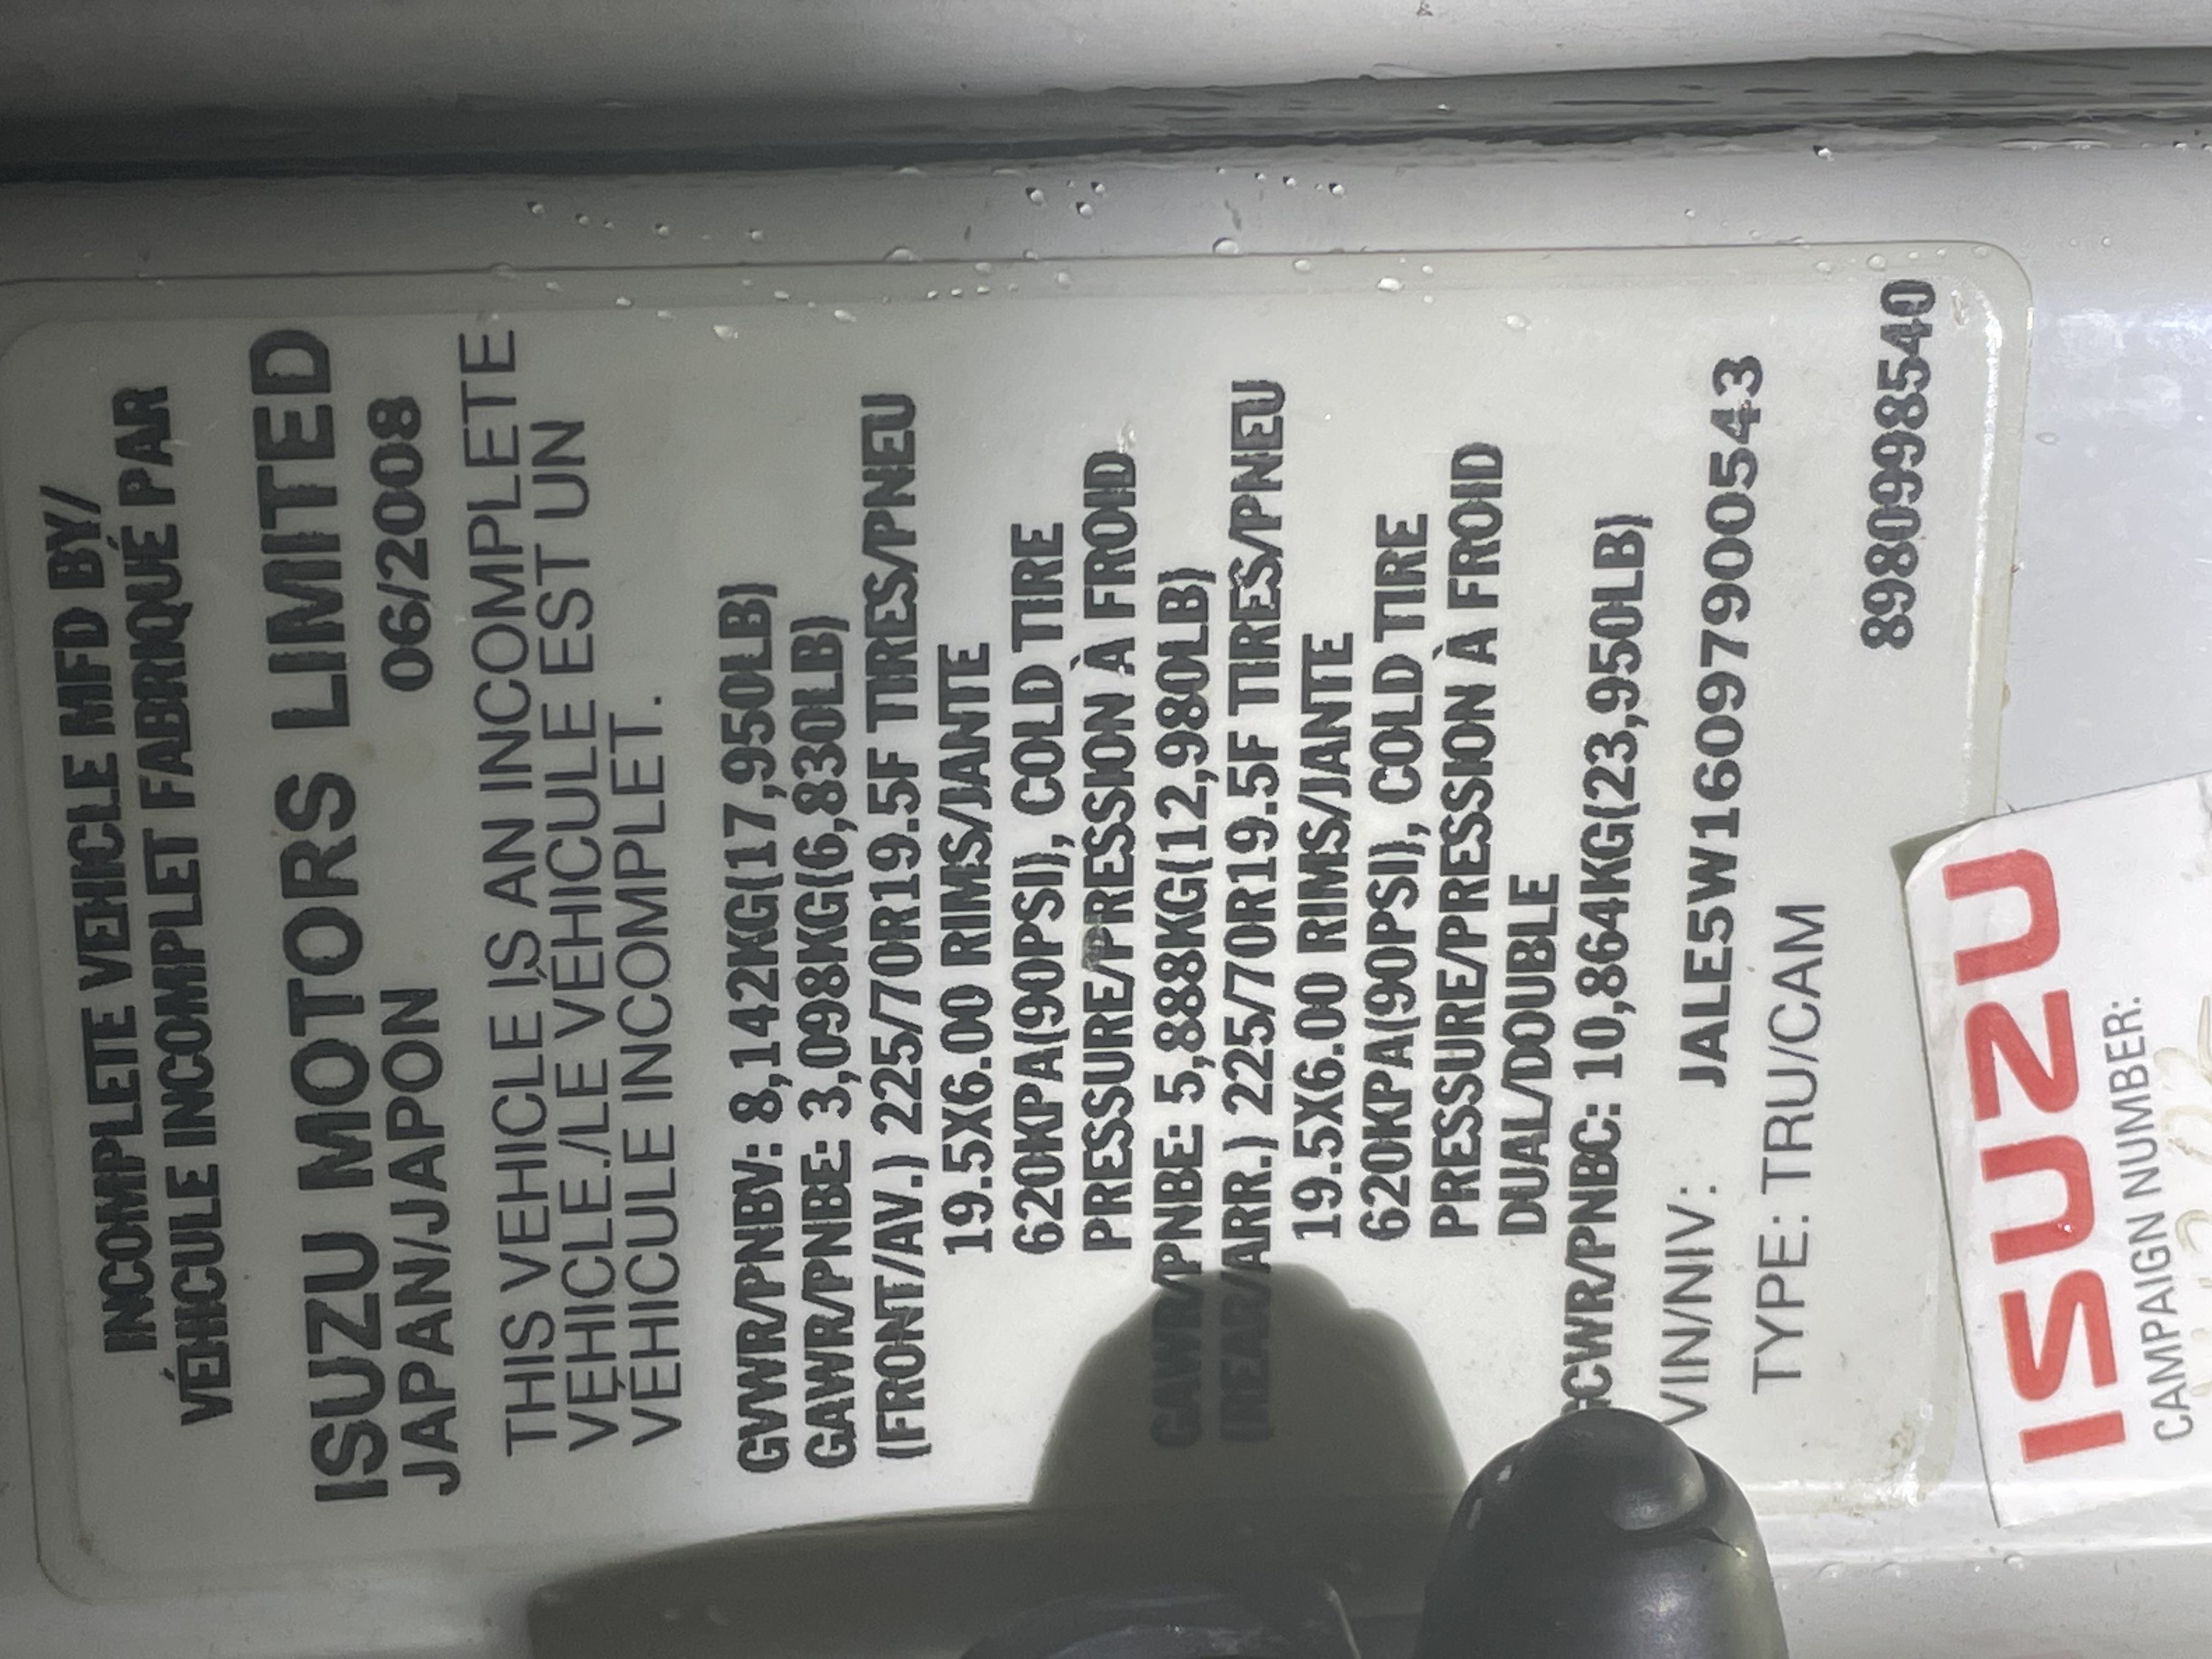 INCOMPLETE VEHICLE MFD BY/
VÉHICULE INCOMPLET FABRIQUÉ PAR
ISUZU MOTORS LIMITED
JAPAN/JAPON 06/2008
THIS VEHICLE IS AN INCOMPLETE
VEHICLE./LE VÉHICULE EST UN
VEHICULE INCOMPLET.
GVWR/PNBV: 8,142KG(17,950LB)
GAWR/PNBE: 3,098KG(6,830LB)
(FRONT/AV.) 225/70R19.5F TIRES/PNEU
19.5X6.00 RIMS/JANTE
620KPA(90PSI), COLD TIRE
PRESSURE/PRESSION À FROID
GAWR/PNBE: 5,888KG(12,980LB)
(REAR/ARR.) 225/70R19.5F TIRES/PNEU
19.5X6.00 RIMS/JANTE
620KPA(90PSI), COLD TIRE
PRESSURE/PRESSION À FROID
DUAL/DOUBLE
GCWR/PNBC: 10,864KG(23,950LB)
VIN/NIV: JALE5W16097900543
TYPE: TRU/CAM
8980998540
ISUZU
CAMPAIGN NUMBER: